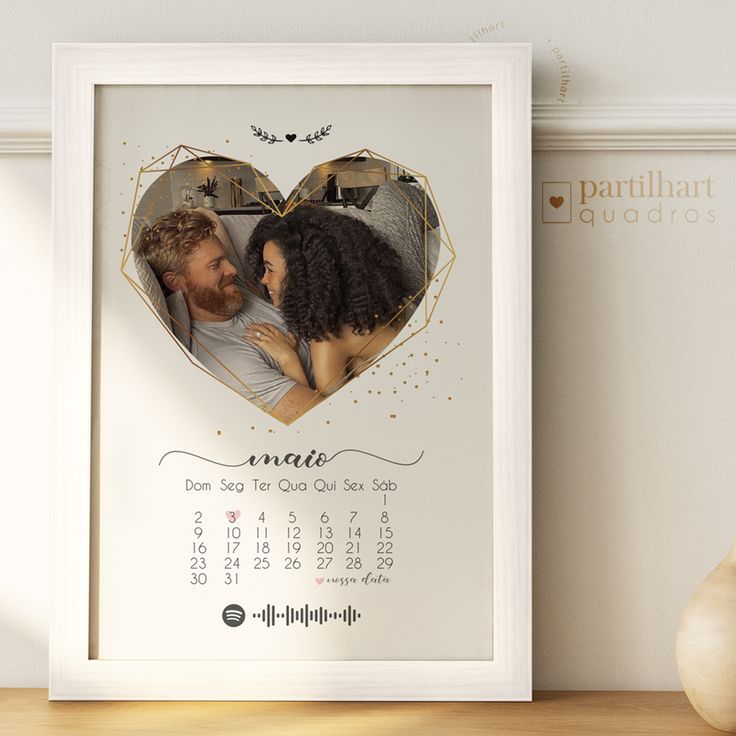 tilhart.
. partilhart
partilhart
quadros
maio
Dom Seg Ter Qua Qui Sex Sáb
1
2 3 4 5 6 7 8
9 10 11 12 13 14 15
16 17 18 19 20 21 22
23 24 25 26 27 28 29
30 31 nossa data